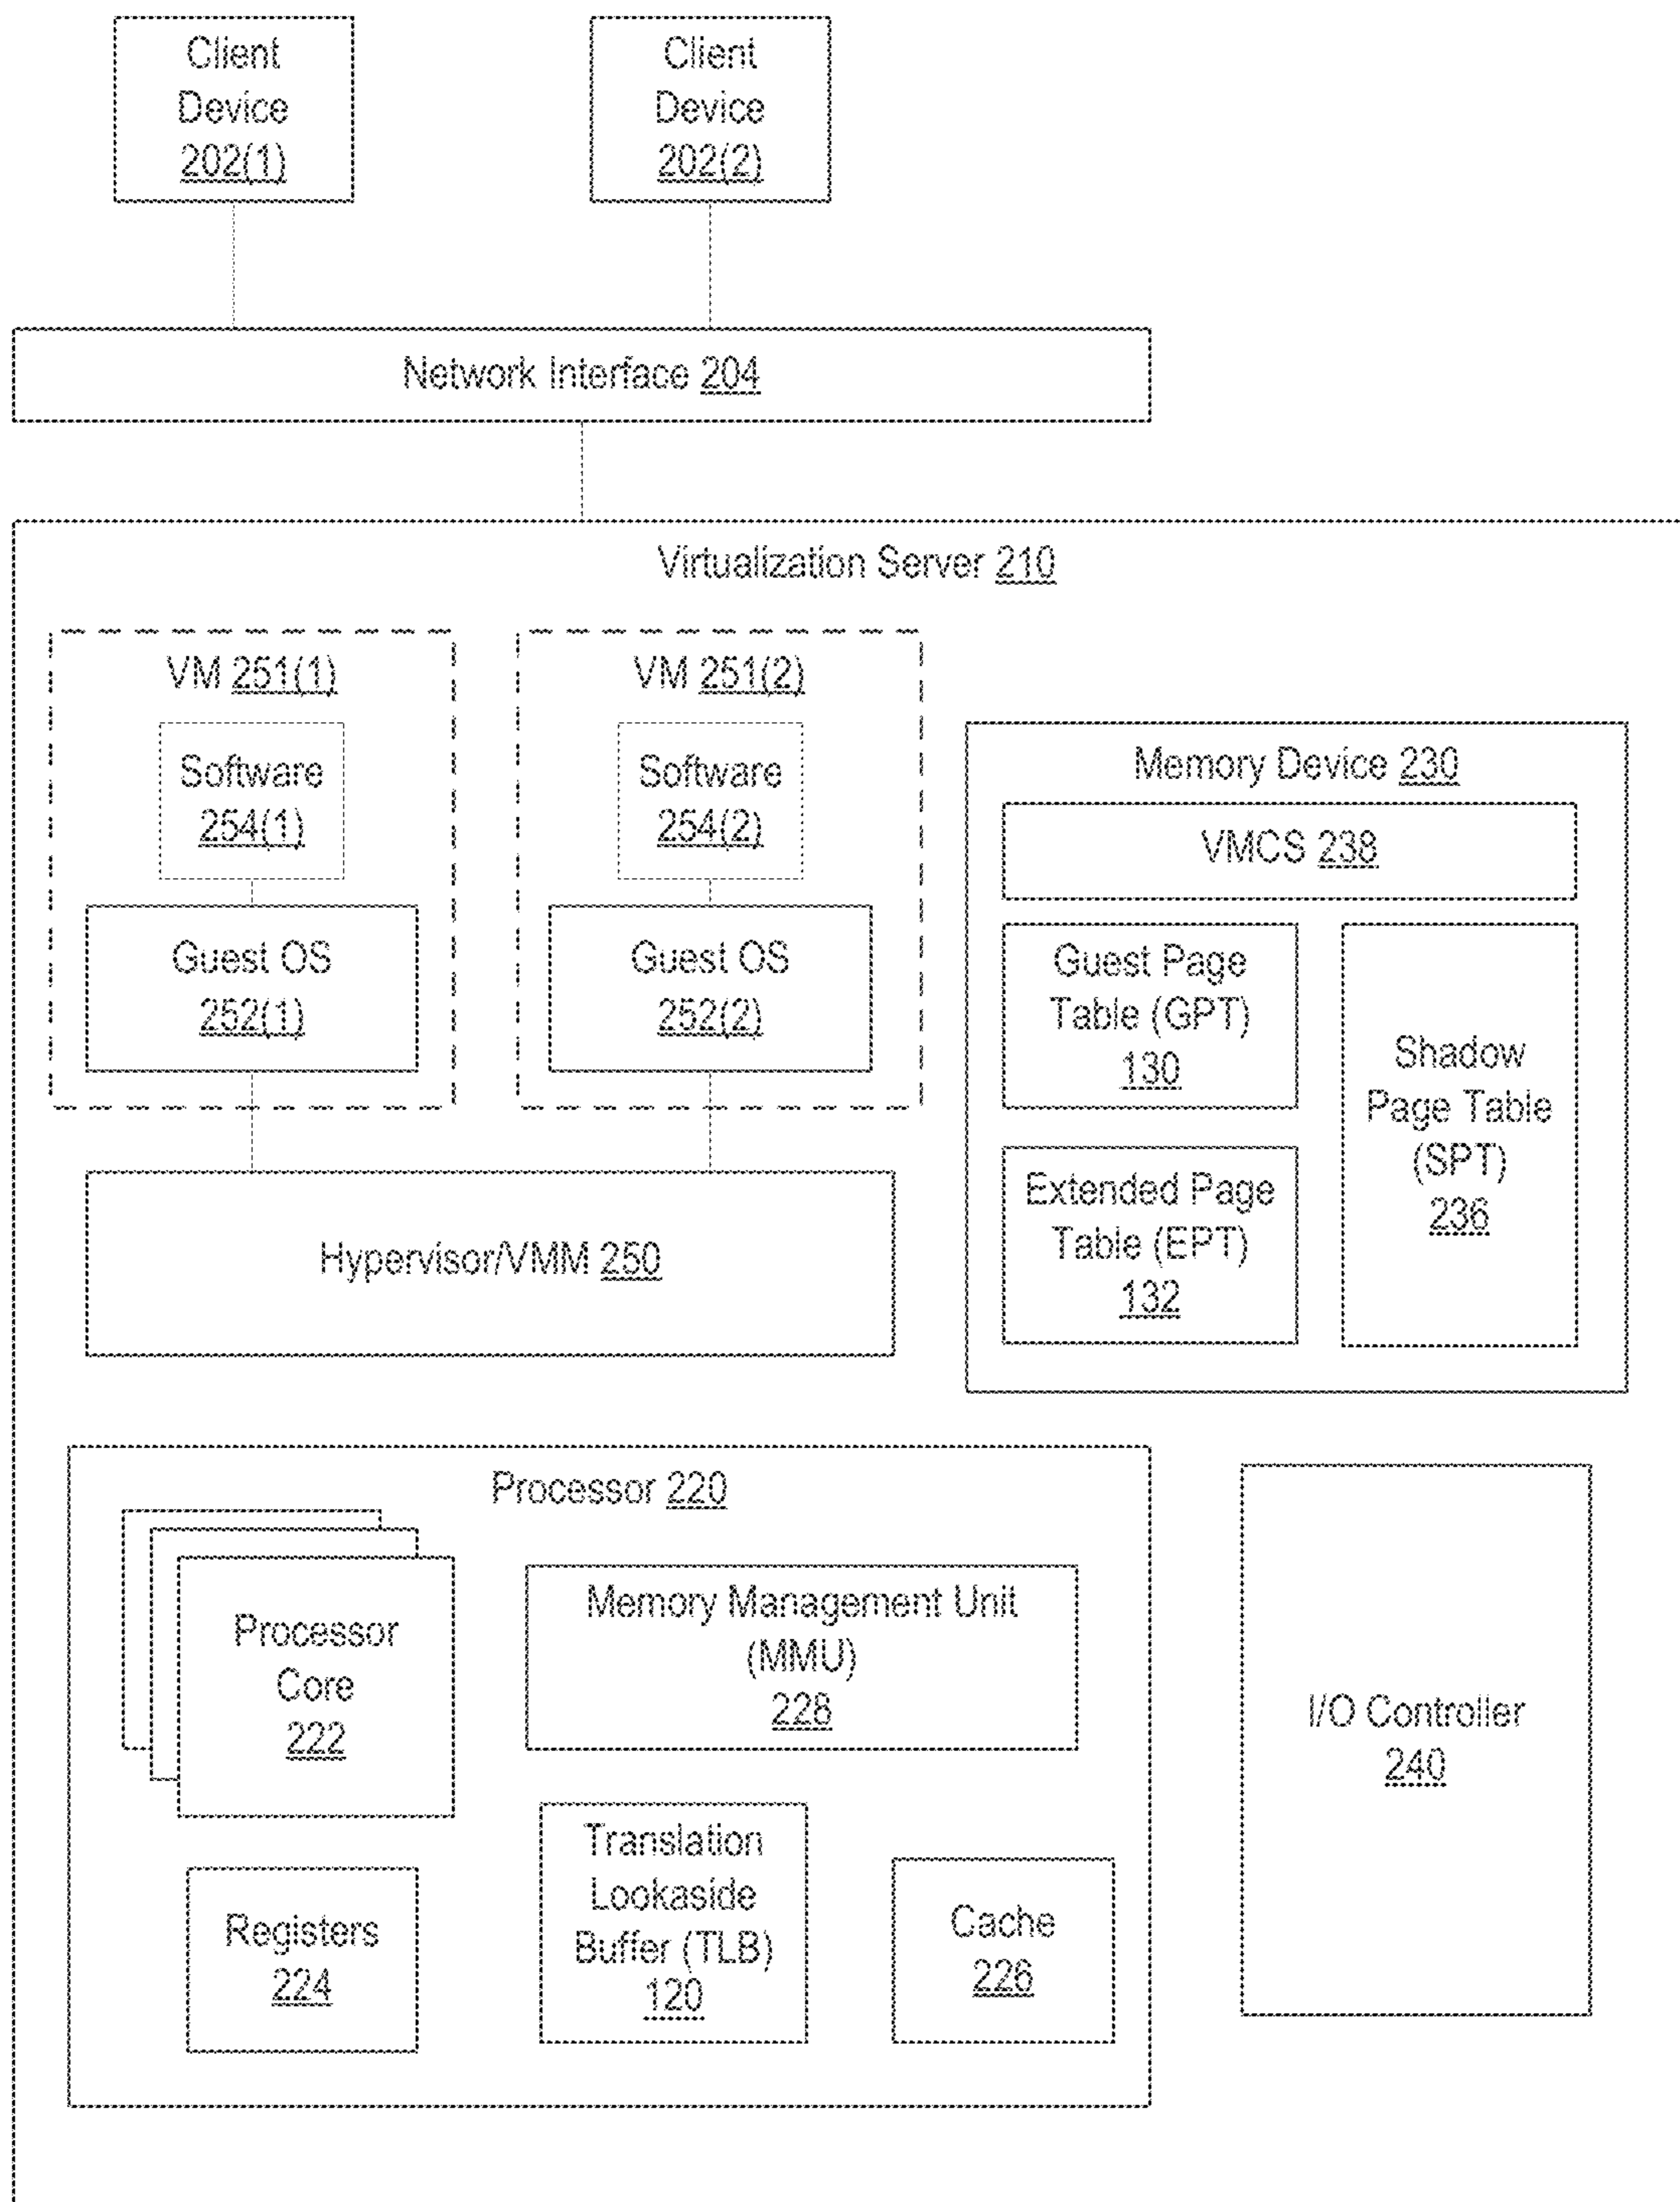 Client
Device
202(1)
Client
Device
202(2)
Network Interface 204
Virtualization Server 210
VM 251(1)
Software
254(1)
Guest OS
252(1)
VM 251(2)
Software
254(2)
Guest OS
252(2)
Hypervisor/VMM 250
Memory Device 230
VMCS 238
Guest Page
Table (GPT)
130
Extended Page
Table (EPT)
132
Shadow
Page Table
(SPT)
236
Processor 220
Processor
Core
222
Memory Management Unit
(MMU)
228
Registers
224
Translation
Lookaside
Buffer (TLB)
120
Cache
226
I/O Controller
240